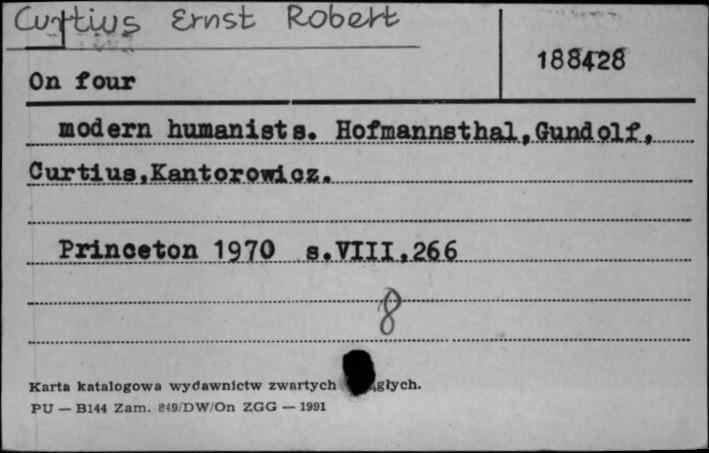 Curtius Ernst Robert
188428
On four
modern humanists. Hofmannsthal,Gundolf,
Curtius,Kantorowicz.
Princeton 1970 s.VIII,266
8
Karta katalogowa wydawnictw zwartych głych.
PU — B144 Zam. 849/DW/On ZGG — 1991